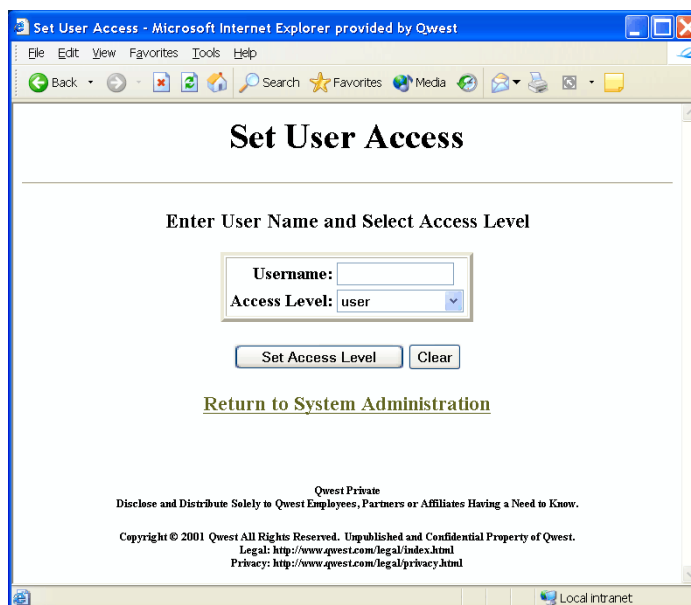 Set User Access - Microsoft Internet Explorer provided by Qwest
File Edit View Favorites Tools Help
Back Search Favorites Media
Set User Access
Enter User Name and Select Access Level
Username:
Access Level: user
Set Access Level Clear
Return to System Administration
Qwest Private
Disclose and Distribute Solely to Qwest Employees, Partners or Affiliates Having a Need to Know.
Copyright © 2001 Qwest All Rights Reserved. Unpublished and Confidential Property of Qwest.
Legal: http://www.qwest.com/legal/index.html
Privacy: http://www.qwest.com/legal/privacy.html
Local intranet